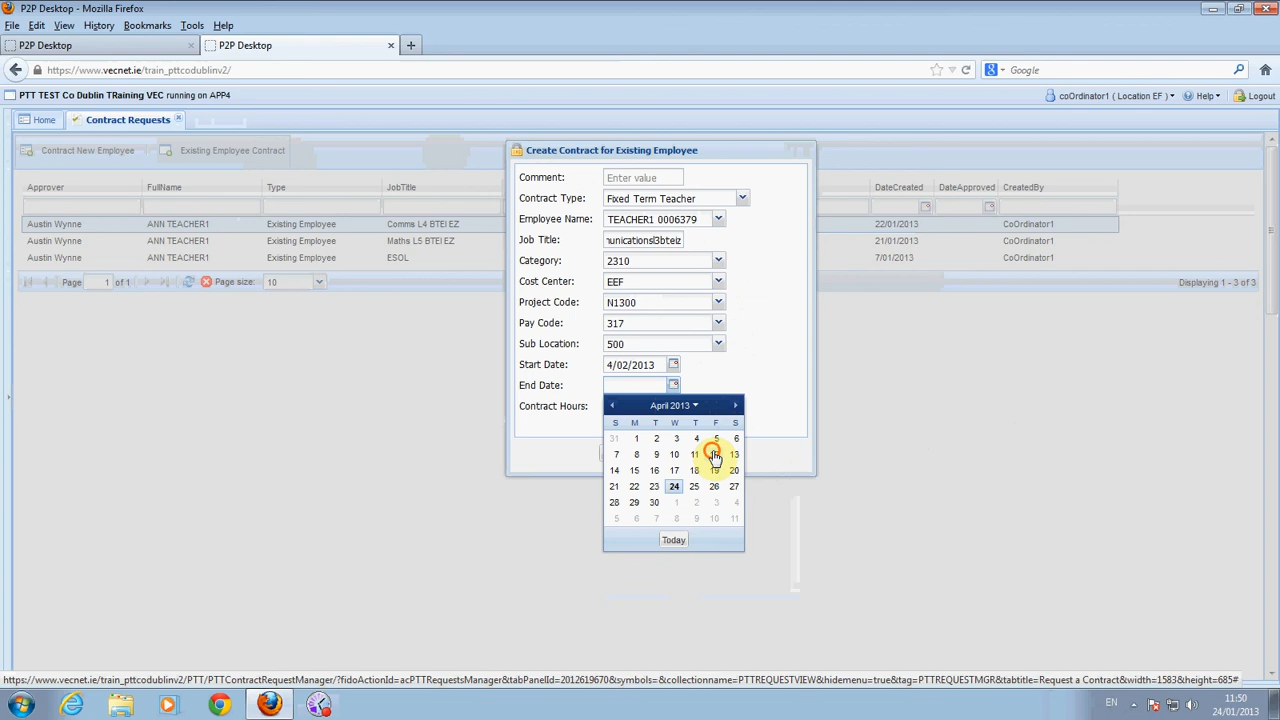 P2P Desktop - Mozilla Firefox
File Edit View History Bookmarks Tools Help
P2P Desktop × P2P Desktop ×
https://www.vecnet.ie/train_pttcodublinv2/
Google
PTT TEST Co Dublin TRaining VEC running on APP4
coOrdinator1 ( Location EF ) Help Logout
Home Contract Requests
Contract New Employee Existing Employee Contract
Approver FullName Type JobTitle DateCreated DateApproved CreatedBy
Austin Wynne ANN TEACHER1 Existing Employee Comms L4 BTEI EZ 22/01/2013 CoOrdinator1
Austin Wynne ANN TEACHER1 Existing Employee Maths L5 BTEI EZ 21/01/2013 CoOrdinator1
Austin Wynne ANN TEACHER1 Existing Employee ESOL 7/01/2013 CoOrdinator1
Page 1 of 1 Page size: 10 Displaying 1 - 3 of 3
Create Contract for Existing Employee
Comment: Enter value
Contract Type: Fixed Term Teacher
Employee Name: TEACHER1 0006379
Job Title: unicationsl3bteiz
Category: 2310
Cost Center: EEF
Project Code: N1300
Pay Code: 317
Sub Location: 500
Start Date: 4/02/2013
End Date:
Contract Hours:
April 2013
S M T W T F S
31 1 2 3 4 5 6
7 8 9 10 11 13
14 15 16 17 18 19 20
21 22 23 24 25 26 27
28 29 30 1 2 3 4
5 6 7 8 9 10 11
Today
https://www.vecnet.ie/train_pttcodublinv2/PTT/PTTContractRequestManager/?fidoActionId=acPTTRequestsManager&tabPanelId=2012619670&symbols=&collectionname=PTTREQUESTVIEW&hidemenu=true&tag=PTTREQUESTMGR&tabtitle=Request a Contract&width=1583&height=685#
EN
11:50
24/01/2013